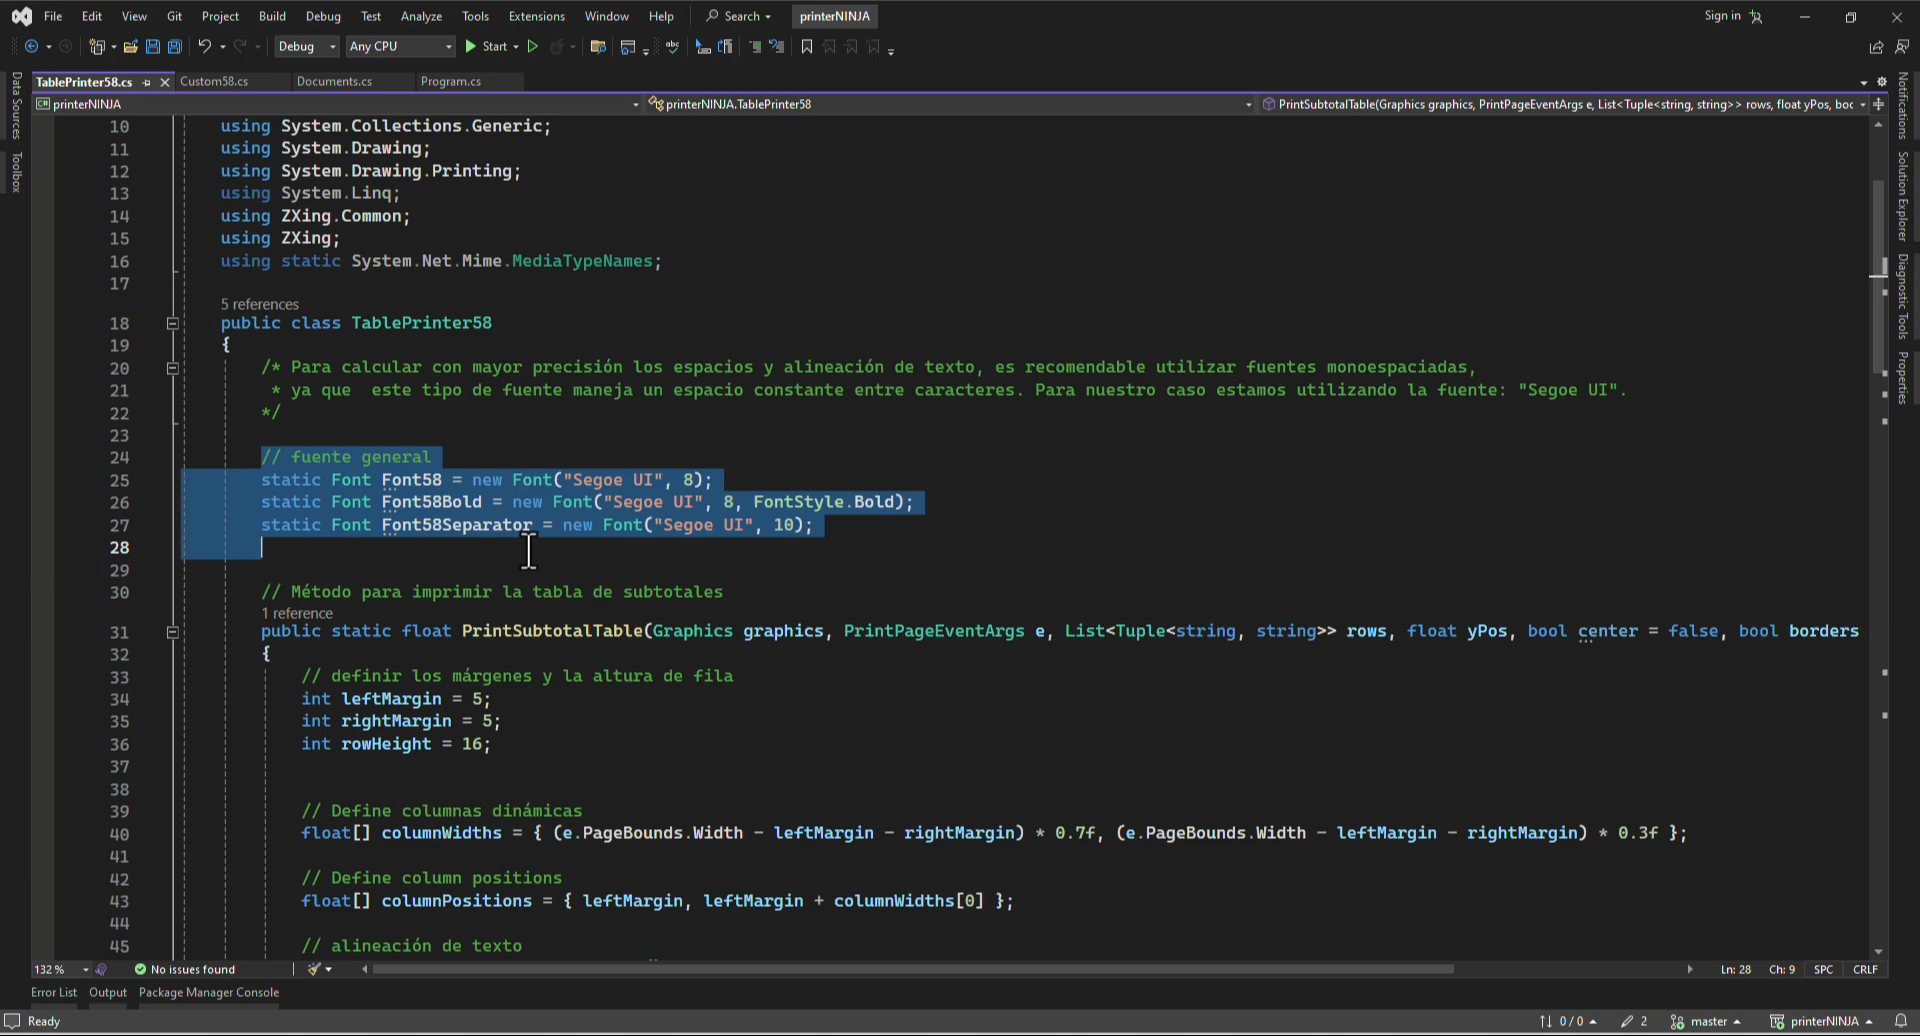 File Edit View Git Project Build Debug Test Analyze Tools Extensions Window Help Search printerNINJA Sign in
Debug Any CPU Start
TablePrinter58.cs Custom58.cs Documents.cs Program.cs
printerNINJA printerNINJA.TablePrinter58 PrintSubtotalTable(Graphics graphics, PrintPageEventArgs e, List<Tuple<string, string>> rows, float yPos, boc
Data Sources
Toolbox
Notifications
Solution Explorer
Diagnostic Tools
Properties
10 using System.Collections.Generic;
11 using System.Drawing;
12 using System.Drawing.Printing;
13 using System.Linq;
14 using ZXing.Common;
15 using ZXing;
16 using static System.Net.Mime.MediaTypeNames;
17
5 references
18 public class TablePrinter58
19 {
20 /* Para calcular con mayor precisión los espacios y alineación de texto, es recomendable utilizar fuentes monoespaciadas,
21 * ya que  este tipo de fuente maneja un espacio constante entre caracteres. Para nuestro caso estamos utilizando la fuente: "Segoe UI".
22 */
23
24 // fuente general
25 static Font Font58 = new Font("Segoe UI", 8);
26 static Font Font58Bold = new Font("Segoe UI", 8, FontStyle.Bold);
27 static Font Font58Separator = new Font("Segoe UI", 10);
28
29
30 // Método para imprimir la tabla de subtotales
1 reference
31 public static float PrintSubtotalTable(Graphics graphics, PrintPageEventArgs e, List<Tuple<string, string>> rows, float yPos, bool center = false, bool borders
32 {
33 // definir los márgenes y la altura de fila
34 int leftMargin = 5;
35 int rightMargin = 5;
36 int rowHeight = 16;
37
38
39 // Define columnas dinámicas
40 float[] columnWidths = { (e.PageBounds.Width - leftMargin - rightMargin) * 0.7f, (e.PageBounds.Width - leftMargin - rightMargin) * 0.3f };
41
42 // Define column positions
43 float[] columnPositions = { leftMargin, leftMargin + columnWidths[0] };
44
45 // alineación de texto
132 % No issues found Ln: 28 Ch: 9 SPC CRLF
Error List Output Package Manager Console
Ready 0 / 0 2 master printerNINJA